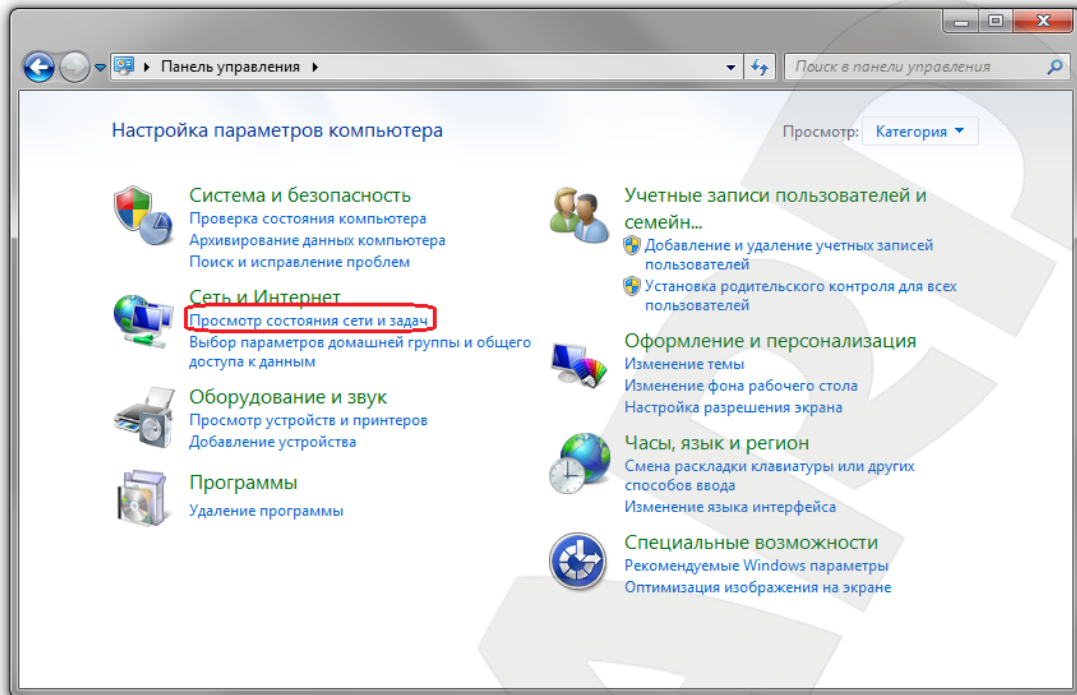 Панель управления
Поиск в панели управления
Настройка параметров компьютера
Просмотр: Категория
Система и безопасность
Проверка состояния компьютера
Архивирование данных компьютера
Поиск и исправление проблем
Сеть и Интернет
Просмотр состояния сети и задач
Выбор параметров домашней группы и общего
доступа к данным
Оборудование и звук
Просмотр устройств и принтеров
Добавление устройства
Программы
Удаление программы
Учетные записи пользователей и
семейн...
Добавление и удаление учетных записей
пользователей
Установка родительского контроля для всех
пользователей
Оформление и персонализация
Изменение темы
Изменение фона рабочего стола
Настройка разрешения экрана
Часы, язык и регион
Смена раскладки клавиатуры или других
способов ввода
Изменение языка интерфейса
Специальные возможности
Рекомендуемые Windows параметры
Оптимизация изображения на экране